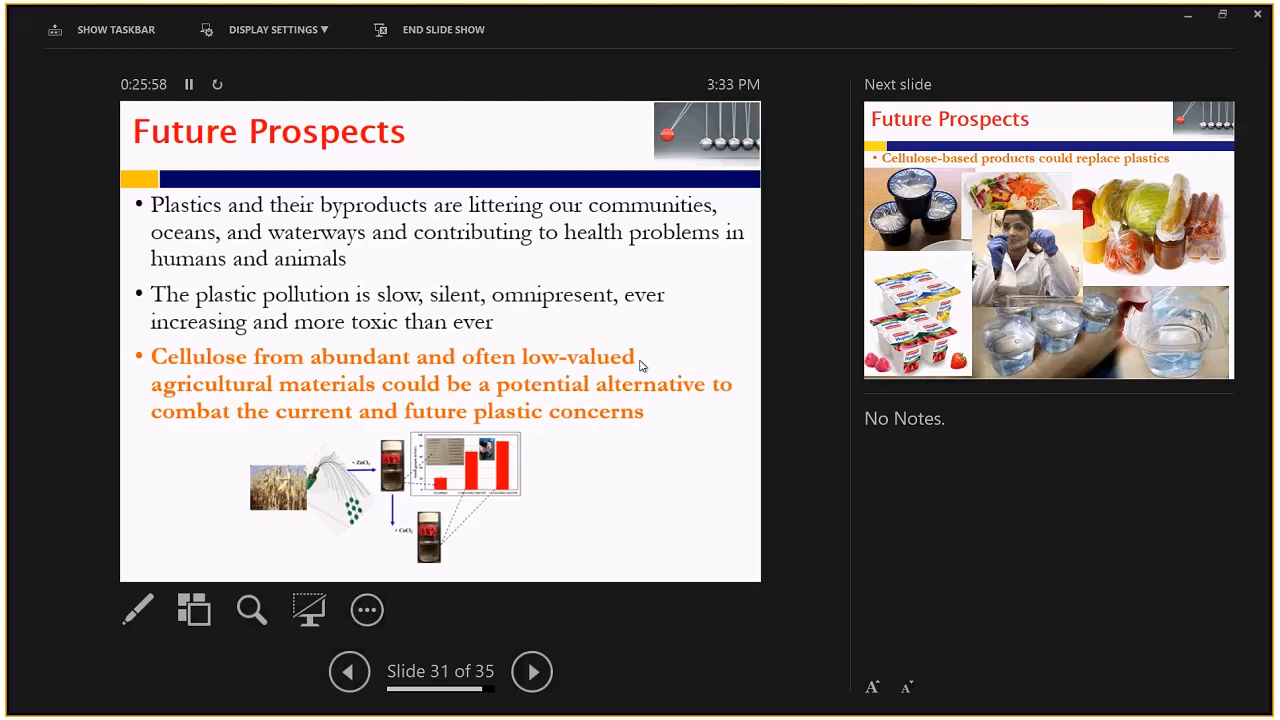 SHOW TASKBAR
DISPLAY SETTINGS ▼
END SLIDE SHOW
0:25:58
3:33 PM
Future Prospects
• Plastics and their byproducts are littering our communities,
oceans, and waterways and contributing to health problems in
humans and animals
• The plastic pollution is slow, silent, omnipresent, ever
increasing and more toxic than ever
• Cellulose from abundant and often low-valued
agricultural materials could be a potential alternative to
combat the current and future plastic concerns
+ ZnCl₂
+ CaCl₂
Slide 31 of 35
Next slide
Future Prospects
• Cellulose-based products could replace plastics
No Notes.
A
A